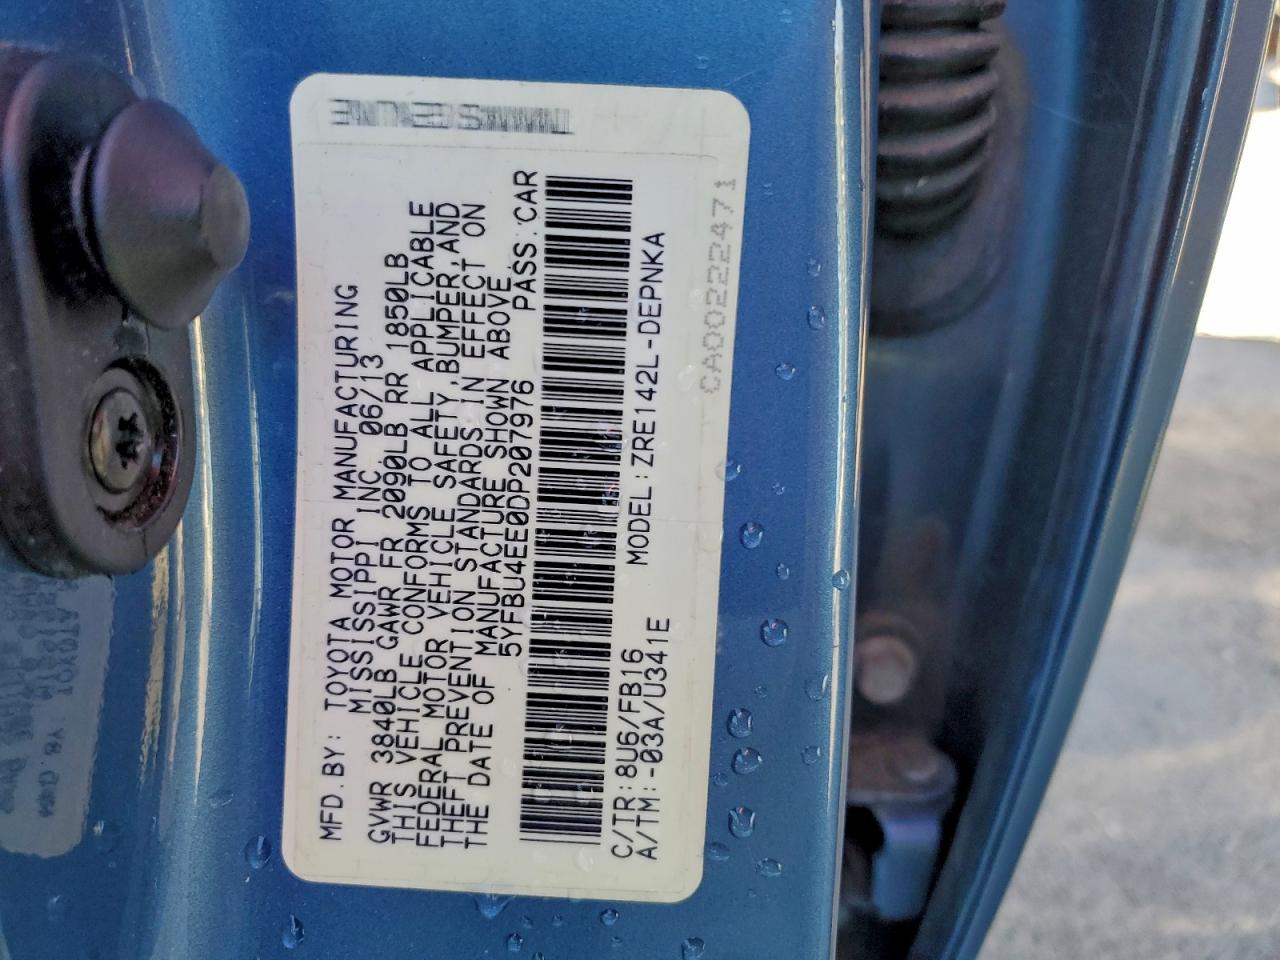 MFD.BY: TOYOTA MOTOR MANUFACTURING
MISSISSIPPI INC. 06/13
GVWR 3840LB GAWR FR 2090LB RR 1850LB
THIS VEHICLE CONFORMS TO ALL APPLICABLE
FEDERAL MOTOR VEHICLE SAFETY,BUMPER,AND
THEFT PREVENTION STANDARDS IN EFFECT ON
THE DATE OF MANUFACTURE SHOWN ABOVE.
5YFBU4EE0DP207976 PASS.CAR
C/TR:8U6/FB16 MODEL:ZRE142L-DEPNKA
A/TM:-03A/U341E
CA00222471